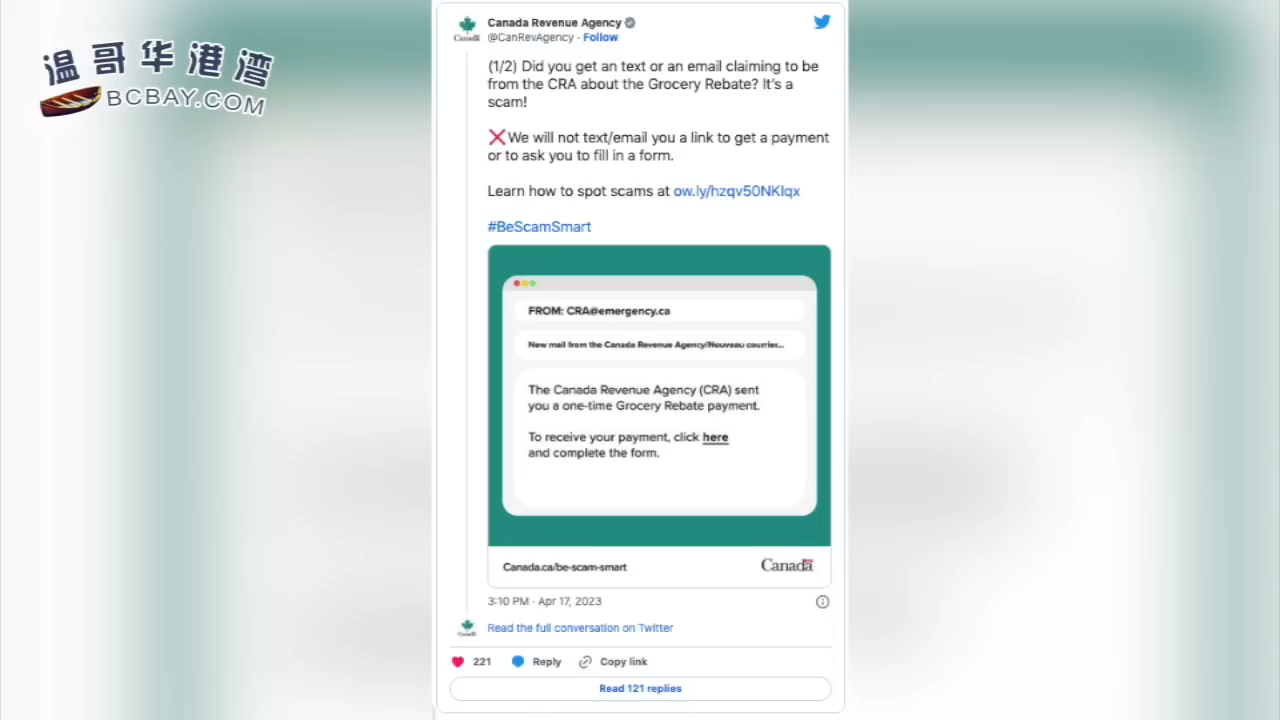 温哥华港湾
BCBAY.COM
Canada Revenue Agency
@CanRevAgency · Follow
(1/2) Did you get an text or an email claiming to be
from the CRA about the Grocery Rebate? It's a
scam!
❌We will not text/email you a link to get a payment
or to ask you to fill in a form.
Learn how to spot scams at ow.ly/hzqv50NKlqx
#BeScamSmart
FROM: CRA@emergency.ca
New mail from the Canada Revenue Agency/Nouveau courrier...
The Canada Revenue Agency (CRA) sent
you a one-time Grocery Rebate payment.
To receive your payment, click here
and complete the form.
Canada.ca/be-scam-smart
Canada
3:10 PM · Apr 17, 2023
Read the full conversation on Twitter
221 Reply Copy link
Read 121 replies